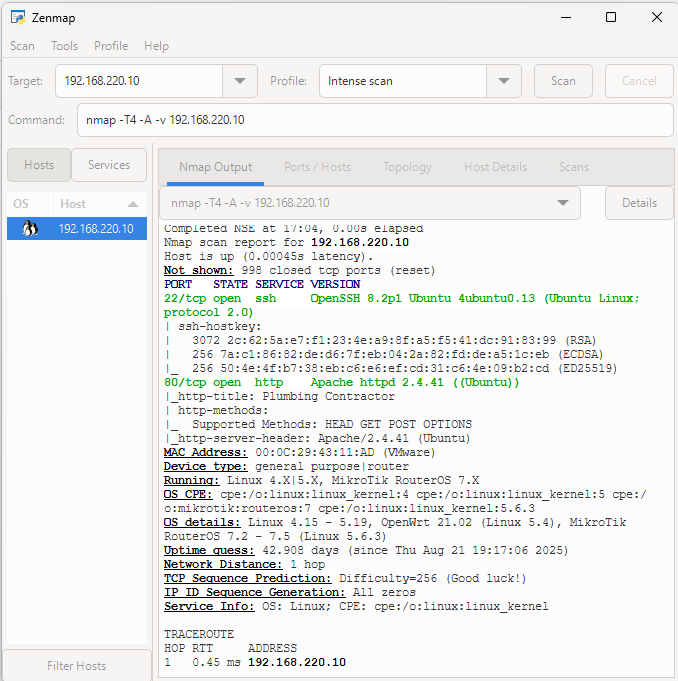 Zenmap
Scan Tools Profile Help
Target: 192.168.220.10 Profile: Intense scan Scan Cancel
Command: nmap -T4 -A -v 192.168.220.10
Hosts Services
Nmap Output Ports / Hosts Topology Host Details Scans
OS Host
192.168.220.10
nmap -T4 -A -v 192.168.220.10 Details
Completed NSE at 17:04, 0.00s elapsed
Nmap scan report for 192.168.220.10
Host is up (0.00045s latency).
Not shown: 998 closed tcp ports (reset)
PORT STATE SERVICE VERSION
22/tcp open ssh OpenSSH 8.2p1 Ubuntu 4ubuntu0.13 (Ubuntu Linux;
protocol 2.0)
| ssh-hostkey:
| 3072 2c:62:5a:e7:f1:23:4e:a9:8f:a5:f5:41:dc:91:83:99 (RSA)
| 256 7a:c1:86:82:de:d6:7f:eb:04:2a:82:fd:de:a5:1c:eb (ECDSA)
|_ 256 50:4e:4f:b7:38:eb:c6:e6:ef:cd:31:c6:4e:09:b2:cd (ED25519)
80/tcp open http Apache httpd 2.4.41 ((Ubuntu))
|_http-title: Plumbing Contractor
| http-methods:
|_ Supported Methods: HEAD GET POST OPTIONS
|_http-server-header: Apache/2.4.41 (Ubuntu)
MAC Address: 00:0C:29:43:11:AD (VMware)
Device type: general purpose|router
Running: Linux 4.X|5.X, MikroTik RouterOS 7.X
OS CPE: cpe:/o:linux:linux_kernel:4 cpe:/o:linux:linux_kernel:5 cpe:/
o:mikrotik:routeros:7 cpe:/o:linux:linux_kernel:5.6.3
OS details: Linux 4.15 - 5.19, OpenWrt 21.02 (Linux 5.4), MikroTik
RouterOS 7.2 - 7.5 (Linux 5.6.3)
Uptime guess: 42.908 days (since Thu Aug 21 19:17:06 2025)
Network Distance: 1 hop
TCP Sequence Prediction: Difficulty=256 (Good luck!)
IP ID Sequence Generation: All zeros
Service Info: OS: Linux; CPE: cpe:/o:linux:linux_kernel
TRACEROUTE
HOP RTT ADDRESS
1 0.45 ms 192.168.220.10
Filter Hosts